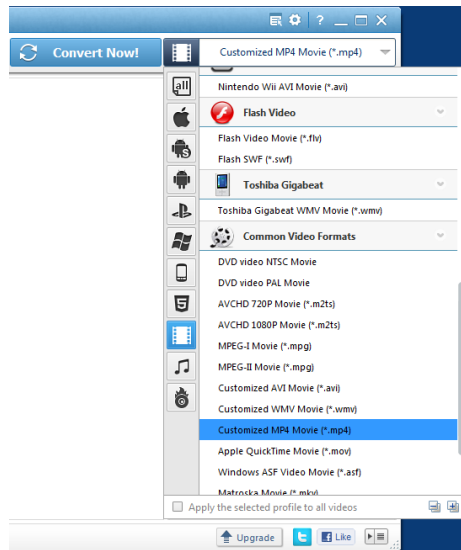 ?
Convert Now!
Customized MP4 Movie (*.mp4)
all
Nintendo Wii AVI Movie (*.avi)
Flash Video
Flash Video Movie (*.flv)
Flash SWF (*.swf)
Toshiba Gigabeat
Toshiba Gigabeat WMV Movie (*.wmv)
Common Video Formats
DVD video NTSC Movie
DVD video PAL Movie
AVCHD 720P Movie (*.m2ts)
AVCHD 1080P Movie (*.m2ts)
MPEG-I Movie (*.mpg)
MPEG-II Movie (*.mpg)
Customized AVI Movie (*.avi)
Customized WMV Movie (*.wmv)
Customized MP4 Movie (*.mp4)
Apple QuickTime Movie (*.mov)
Windows ASF Video Movie (*.asf)
Matroska Movie (*.mkv)
Apply the selected profile to all videos
Upgrade
Like